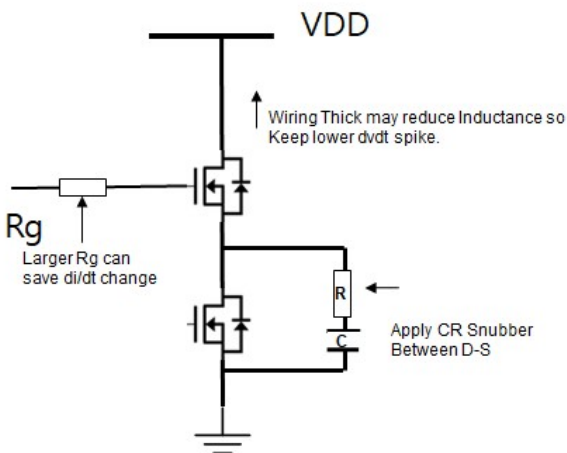 VDD
Wiring Thick may reduce Inductance so
Keep lower dvdt spike.
Rg
Larger Rg can
save di/dt change
R
C
Apply CR Snubber
Between D-S